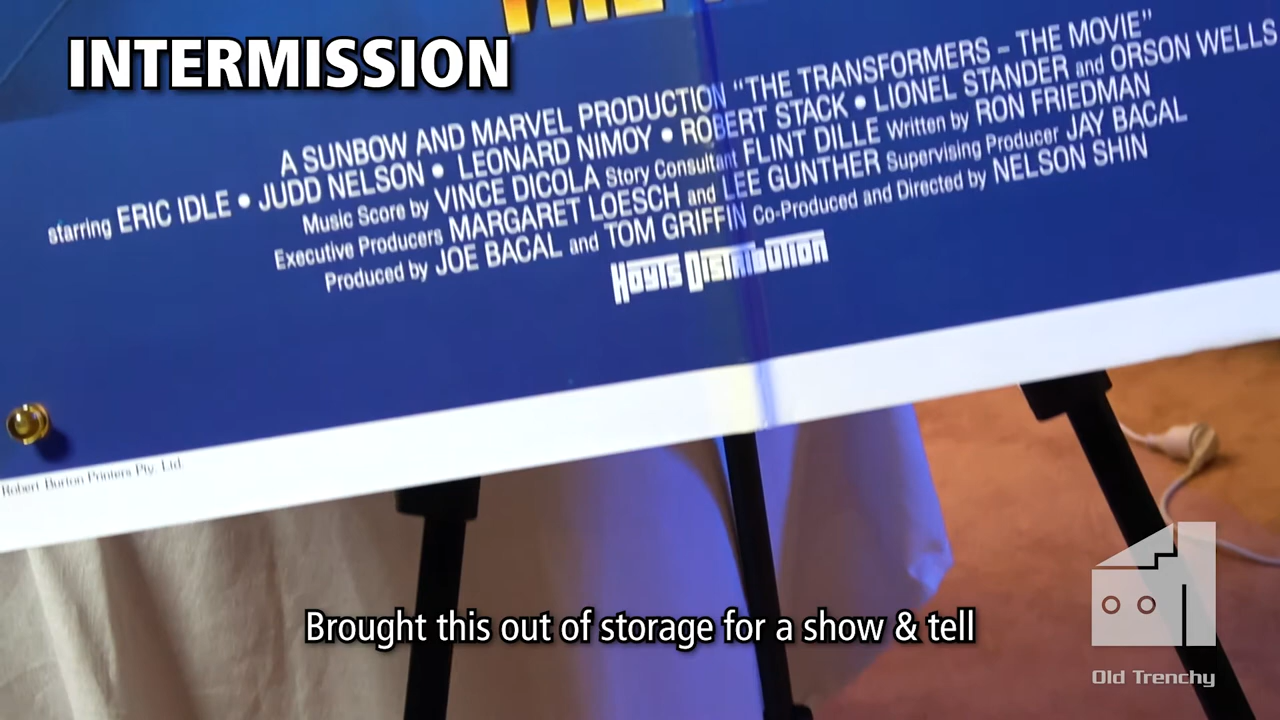 INTERMISSION
A SUNBOW AND MARVEL PRODUCTION “THE TRANSFORMERS – THE MOVIE”
starring ERIC IDLE • JUDD NELSON • LEONARD NIMOY • ROBERT STACK • LIONEL STANDER and ORSON WELLS
Music Score by VINCE DICOLA Story Consultant FLINT DILLE Written by RON FRIEDMAN
Executive Producers MARGARET LOESCH and LEE GUNTHER Supervising Producer JAY BACAL
Produced by JOE BACAL and TOM GRIFFIN Co-Produced and Directed by NELSON SHIN
HOYTS DISTRIBUTION
Robert Burton Printers Pty. Ltd.
Brought this out of storage for a show & tell
Old Trenchy